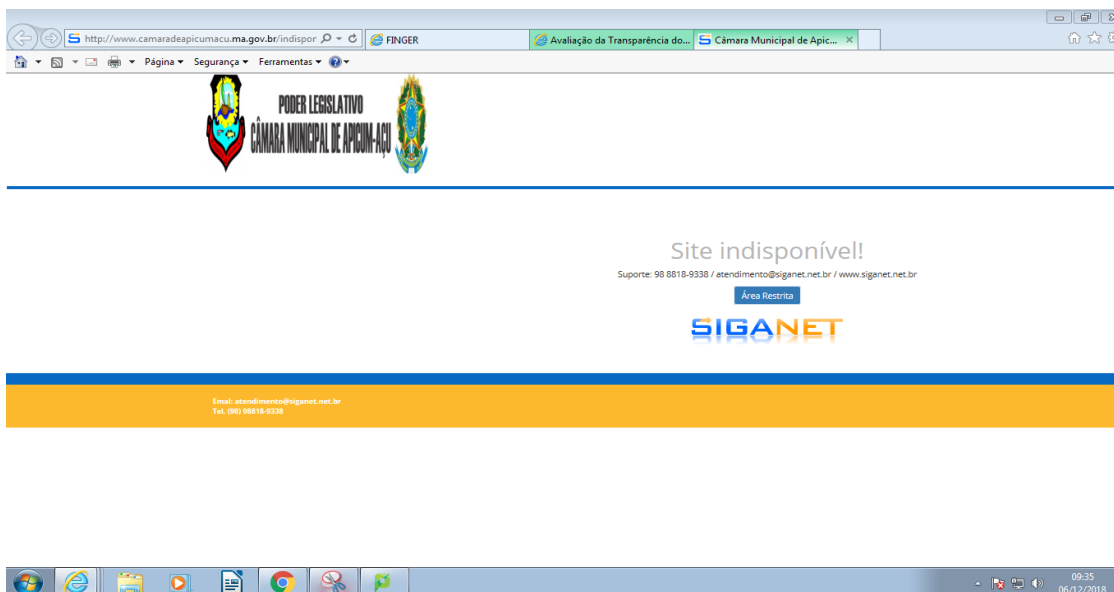 http://www.camaradeapicumacu.ma.gov.br/indispor
FINGER
Avaliação da Transparência do...
Câmara Municipal de Apic...
Página
Segurança
Ferramentas
PODER LEGISLATIVO
CÂMARA MUNICIPAL DE APICUM-AÇU
Site indisponível!
Suporte: 98 8818-9338 / atendimento@siganet.net.br / www.siganet.net.br
Área Restrita
SIGANET
Emal: atendimento@siganet.net.br
Tel. (98) 98818-9338
09:35
06/12/2018